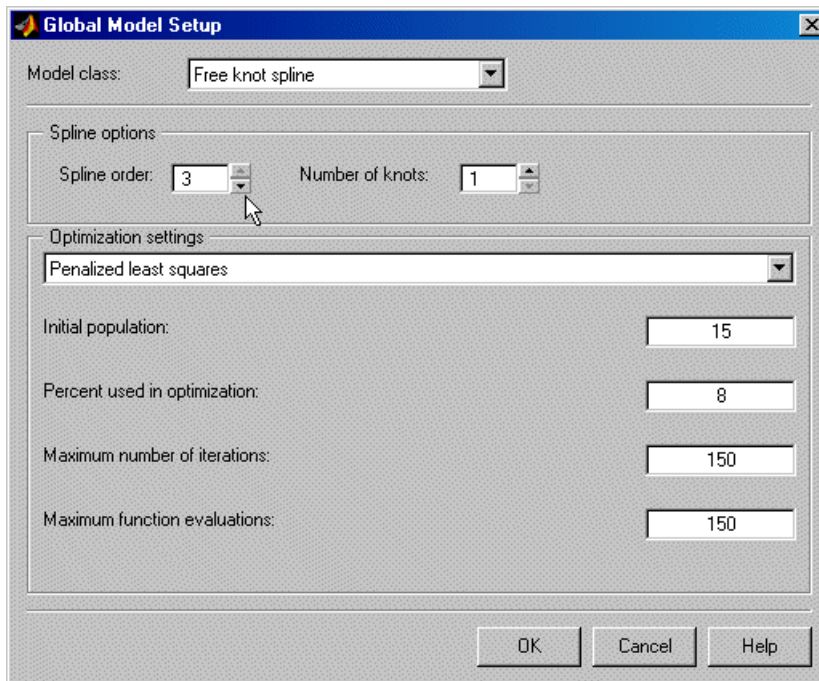 Global Model Setup
Model class: Free knot spline
Spline options
Spline order: 3 Number of knots: 1
Optimization settings
Penalized least squares
Initial population: 15
Percent used in optimization: 8
Maximum number of iterations: 150
Maximum function evaluations: 150
OK Cancel Help